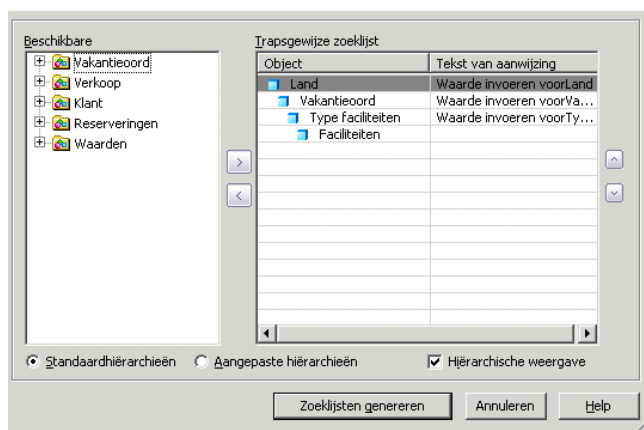 Beschikbare
Trapsgewijze zoeklijst
Vakantieoord
Verkoop
Klant
Reserveringen
Waarden
Object Tekst van aanwijzing
Land Waarde invoeren voorLand
Vakantieoord Waarde invoeren voorVa...
Type faciliteiten Waarde invoeren voorTy...
Faciliteiten
>
<
Standaardhiërarchieën Aangepaste hiërarchieën Hiërarchische weergave
Zoeklijsten genereren Annuleren Help